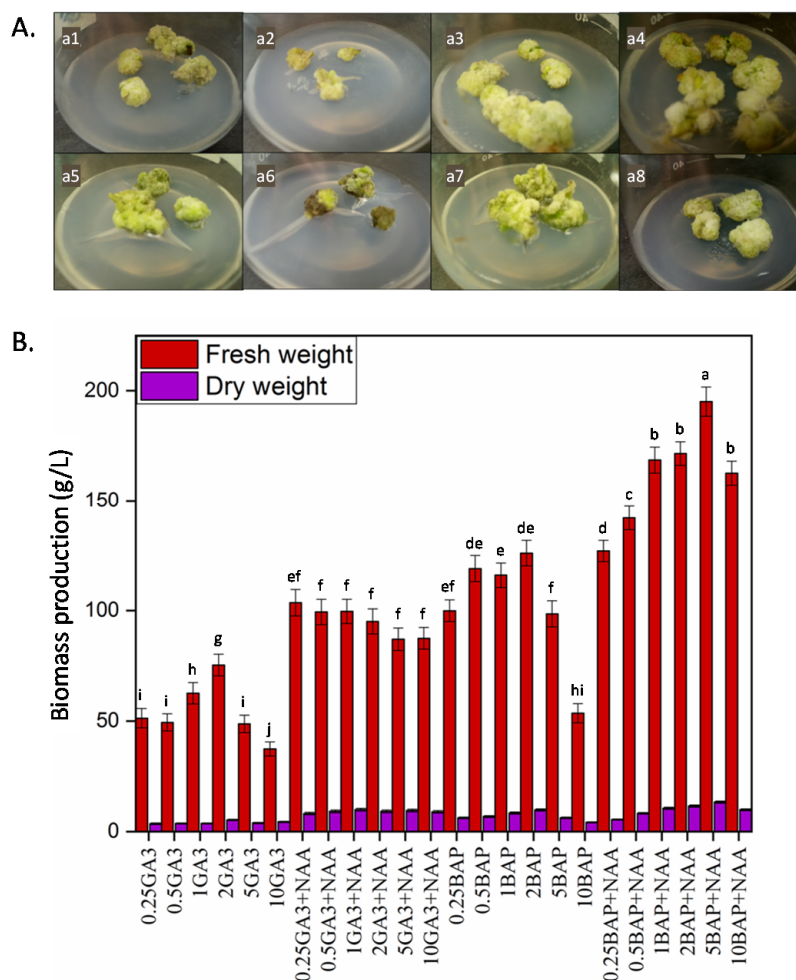 A.
a1
a2
a3
a4
a5
a6
a7
a8
B.
Fresh weight
Dry weight
Biomass production (g/L)
200
150
100
50
0
i
i
h
g
i
j
ef
f
f
f
f
f
ef
de
e
de
f
hi
d
c
b
b
a
b
0.25GA3
0.5GA3
1GA3
2GA3
5GA3
10GA3
0.25GA3+NAA
0.5GA3+NAA
1GA3+NAA
2GA3+NAA
5GA3+NAA
10GA3+NAA
0.25BAP
0.5BAP
1BAP
2BAP
5BAP
10BAP
0.25BAP+NAA
0.5BAP+NAA
1BAP+NAA
2BAP+NAA
5BAP+NAA
10BAP+NAA